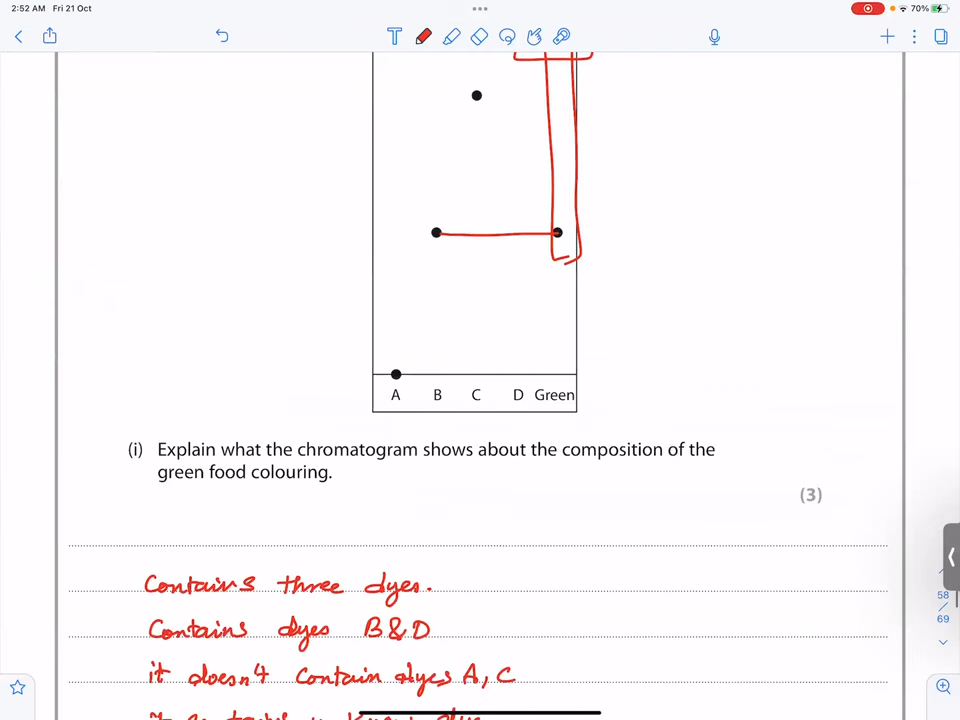 2:52 AM Fri 21 Oct
70%
T
A B C D Green
(i) Explain what the chromatogram shows about the composition of the
green food colouring.
(3)
Contains three dyes.
58
/
69
Contains dyes B&D
it doesn't contain dyes A, C